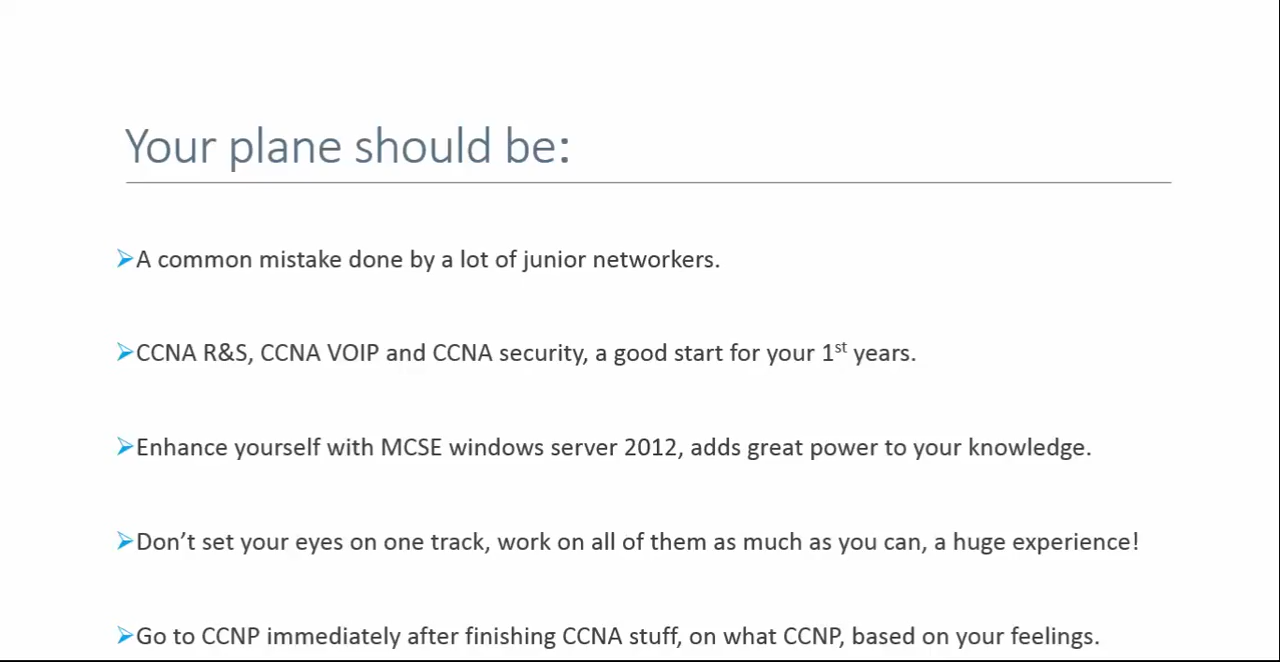 Your plane should be:
➢A common mistake done by a lot of junior networkers.
➢CCNA R&S, CCNA VOIP and CCNA security, a good start for your 1st years.
➢Enhance yourself with MCSE windows server 2012, adds great power to your knowledge.
➢Don’t set your eyes on one track, work on all of them as much as you can, a huge experience!
➢Go to CCNP immediately after finishing CCNA stuff, on what CCNP, based on your feelings.